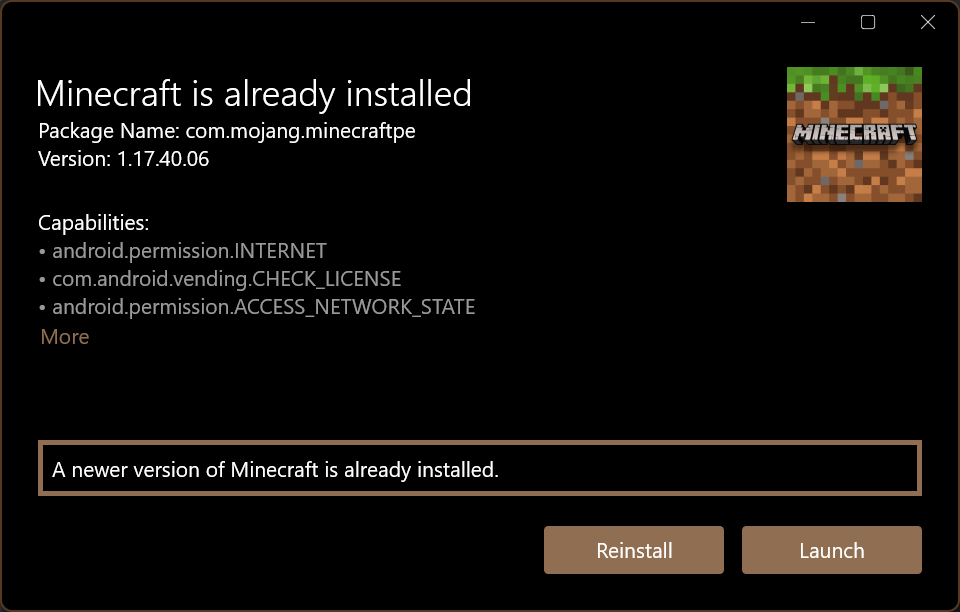 Minecraft is already installed
MINECRAFT
Package Name: com.mojang.minecraftpe
Version: 1.17.40.06
Capabilities:
• android.permission.INTERNET
• com.android.vending.CHECK_LICENSE
• android.permission.ACCESS_NETWORK_STATE
More
A newer version of Minecraft is already installed.
Reinstall
Launch